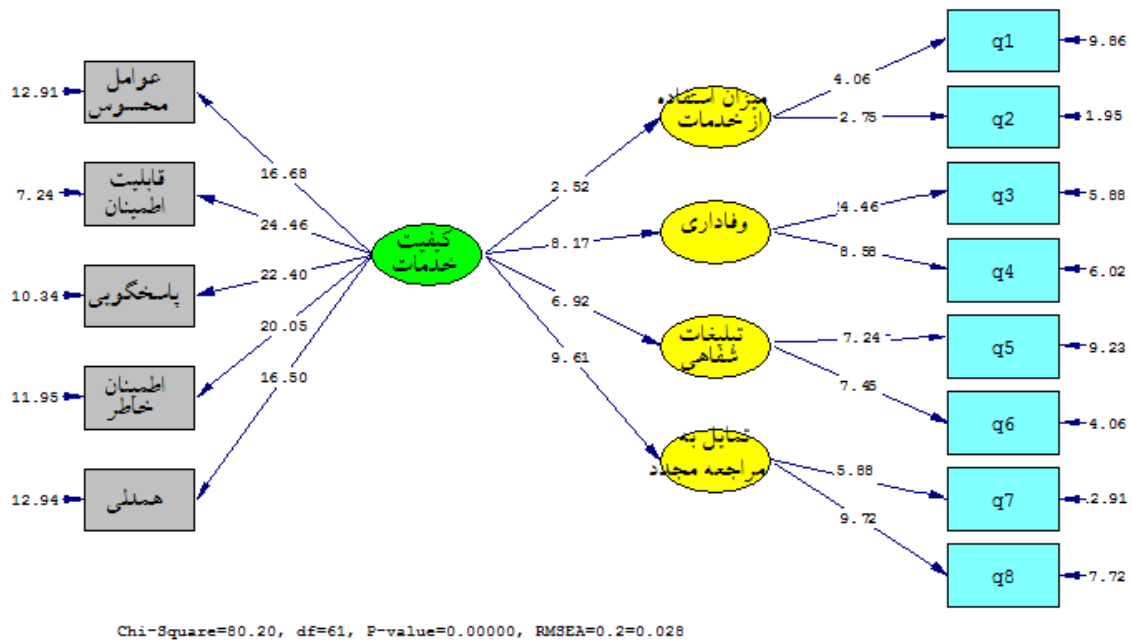 12.91
عوامل
محسوس
16.68
7.24
قابلیت
اطمینان
24.46
10.34
پاسخگویی
22.40
11.95
اطمینان
خاطر
20.05
12.94
همدلی
16.50
کیفیت
خدمات
2.52
میزان استفاده
از خدمات
8.17
وفاداری
6.92
تبلیغات
شفاهی
9.61
تمایل به
مراجعه مجدد
4.06
q1
9.86
2.75
q2
1.95
24.46
q3
5.88
8.58
q4
6.02
7.24
q5
9.23
7.45
q6
4.06
5.88
q7
2.91
9.72
q8
7.72
Chi-Square=80.20, df=61, P-value=0.00000, RMSEA=0.2=0.028